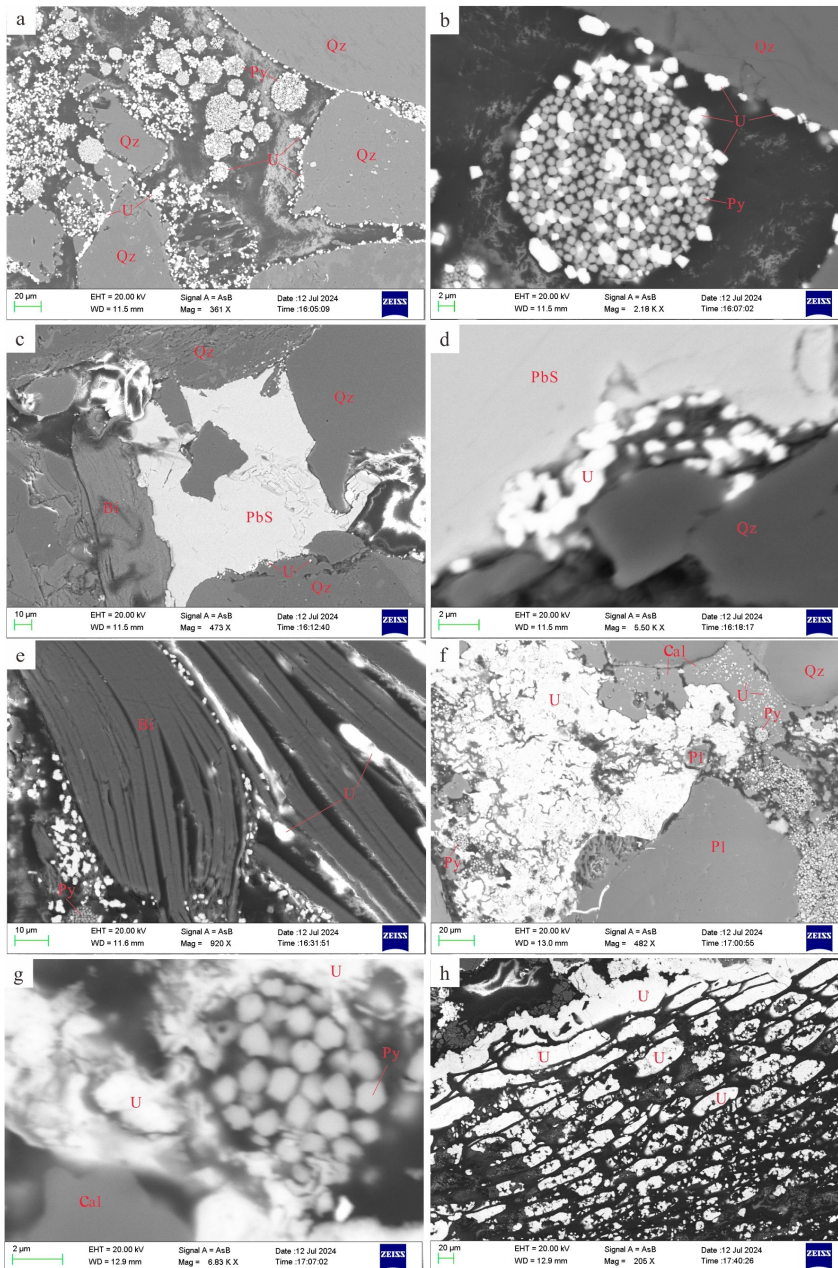 a
Qz
Py
Qz
Qz
U
U
Qz
20 μm
EHT = 20.00 kV
Signal A = AsB
Date :12 Jul 2024
WD = 11.5 mm
Mag = 361 X
Time :16:05:09
ZEISS
b
Qz
U
Py
2 μm
EHT = 20.00 kV
Signal A = AsB
Date :12 Jul 2024
WD = 11.5 mm
Mag = 2.18 K X
Time :16:07:02
ZEISS
c
Qz
Qz
Bi
PbS
U
Qz
10 μm
EHT = 20.00 kV
Signal A = AsB
Date :12 Jul 2024
WD = 11.5 mm
Mag = 473 X
Time :16:12:40
ZEISS
d
PbS
U
Qz
2 μm
EHT = 20.00 kV
Signal A = AsB
Date :12 Jul 2024
WD = 11.5 mm
Mag = 5.50 K X
Time :16:18:17
ZEISS
e
Bi
U
Py
10 μm
EHT = 20.00 kV
Signal A = AsB
Date :12 Jul 2024
WD = 11.6 mm
Mag = 920 X
Time :16:31:51
ZEISS
f
Cal
Qz
U
U
Py
Pl
Pl
Py
20 μm
EHT = 20.00 kV
Signal A = AsB
Date :12 Jul 2024
WD = 13.0 mm
Mag = 482 X
Time :17:00:55
ZEISS
g
U
Py
U
Cal
2 μm
EHT = 20.00 kV
Signal A = AsB
Date :12 Jul 2024
WD = 12.9 mm
Mag = 6.83 K X
Time :17:07:02
ZEISS
h
U
U
U
U
20 μm
EHT = 20.00 kV
Signal A = AsB
Date :12 Jul 2024
WD = 12.9 mm
Mag = 205 X
Time :17:40:26
ZEISS